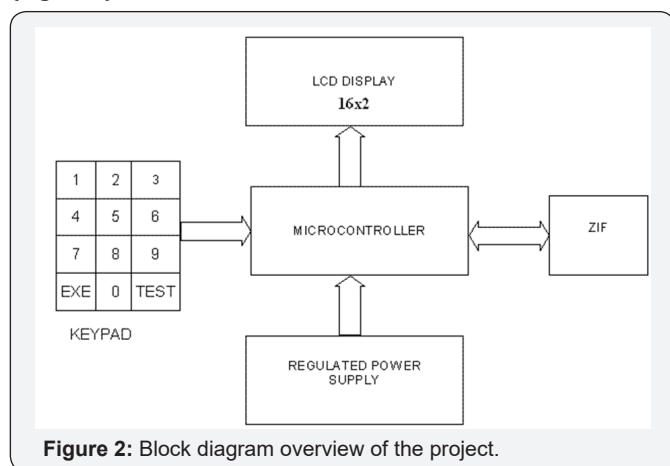 LCD DISPLAY
16x2
1 2 3
4 5 6
7 8 9
EXE 0 TEST
KEYPAD
MICROCONTROLLER
ZIF
REGULATED POWER
SUPPLY
Figure 2: Block diagram overview of the project.